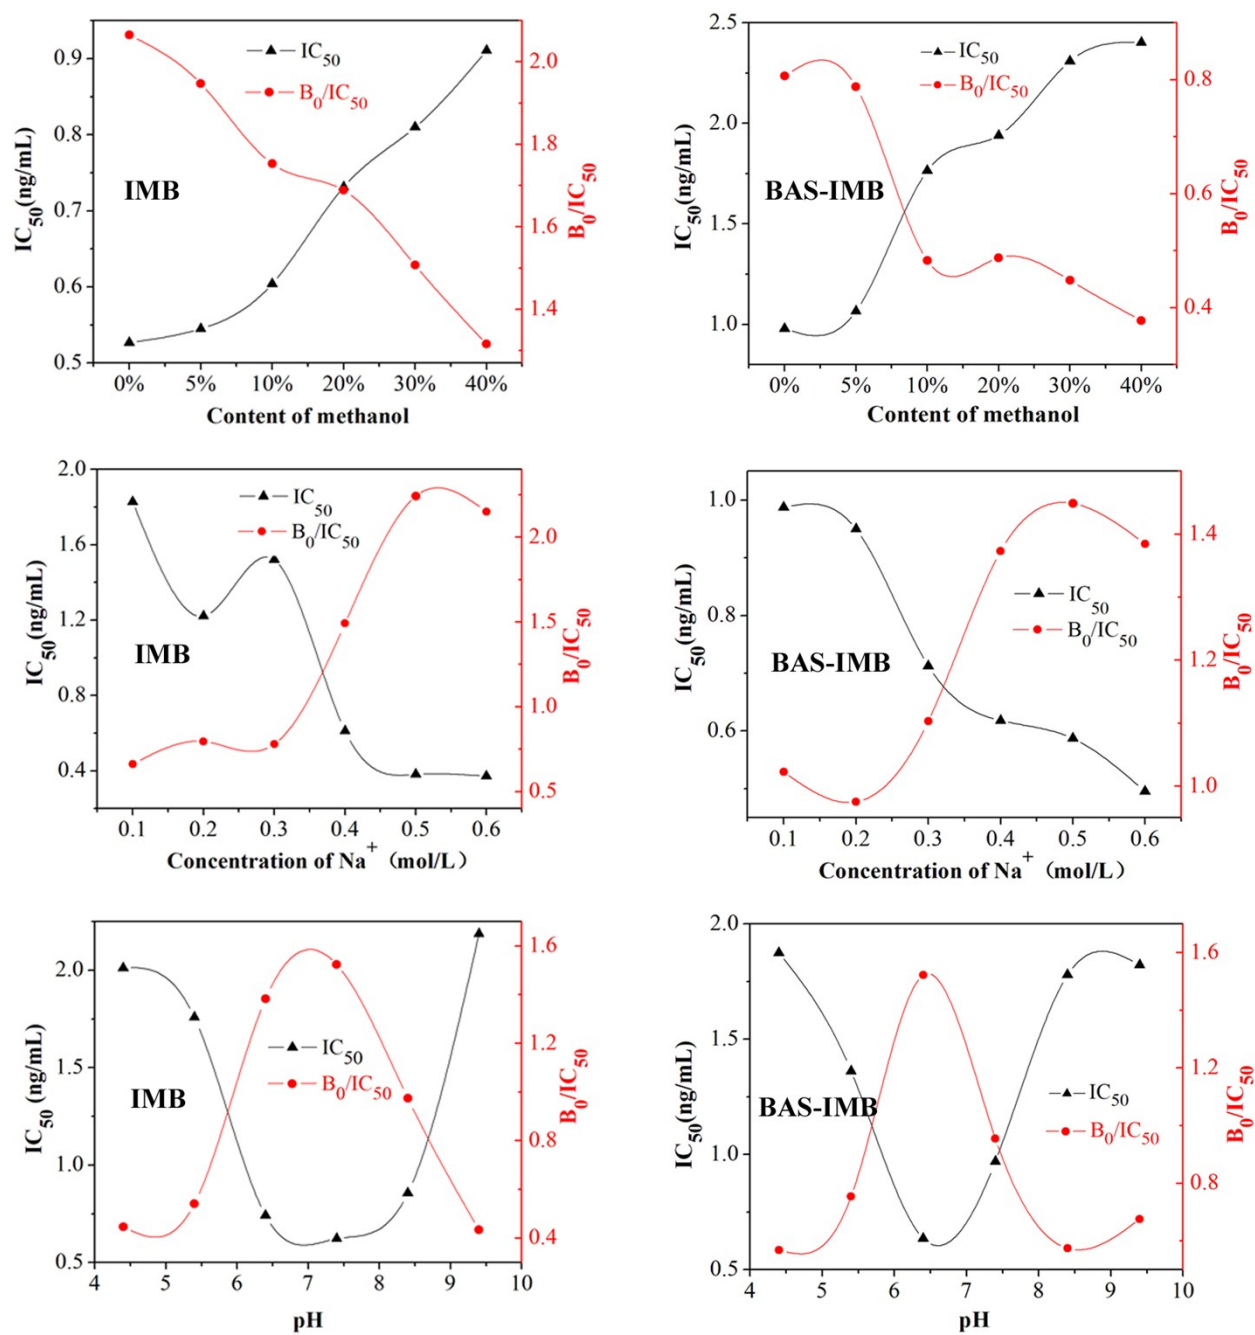 IC50
B0/IC50
IMB
IC50(ng/mL)
0.9
0.8
0.7
0.6
0.5
2.0
1.8
1.6
1.4
B0/IC50
0% 5% 10% 20% 30% 40%
Content of methanol
IC50
B0/IC50
BAS-IMB
IC50(ng/mL)
2.5
2.0
1.5
1.0
0.8
0.6
0.4
B0/IC50
0% 5% 10% 20% 30% 40%
Content of methanol
IC50
B0/IC50
IMB
IC50(ng/mL)
2.0
1.6
1.2
0.8
0.4
2.0
1.5
1.0
0.5
B0/IC50
0.1 0.2 0.3 0.4 0.5 0.6
Concentration of Na+ (mol/L)
IC50
B0/IC50
BAS-IMB
IC50(ng/mL)
1.0
0.8
0.6
1.4
1.2
1.0
B0/IC50
0.1 0.2 0.3 0.4 0.5 0.6
Concentration of Na+ (mol/L)
IC50
B0/IC50
IMB
IC50(ng/mL)
2.0
1.5
1.0
0.5
1.6
1.2
0.8
0.4
B0/IC50
4 5 6 7 8 9 10
pH
IC50
B0/IC50
BAS-IMB
IC50(ng/mL)
2.0
1.5
1.0
0.5
1.6
1.2
0.8
B0/IC50
4 5 6 7 8 9 10
pH